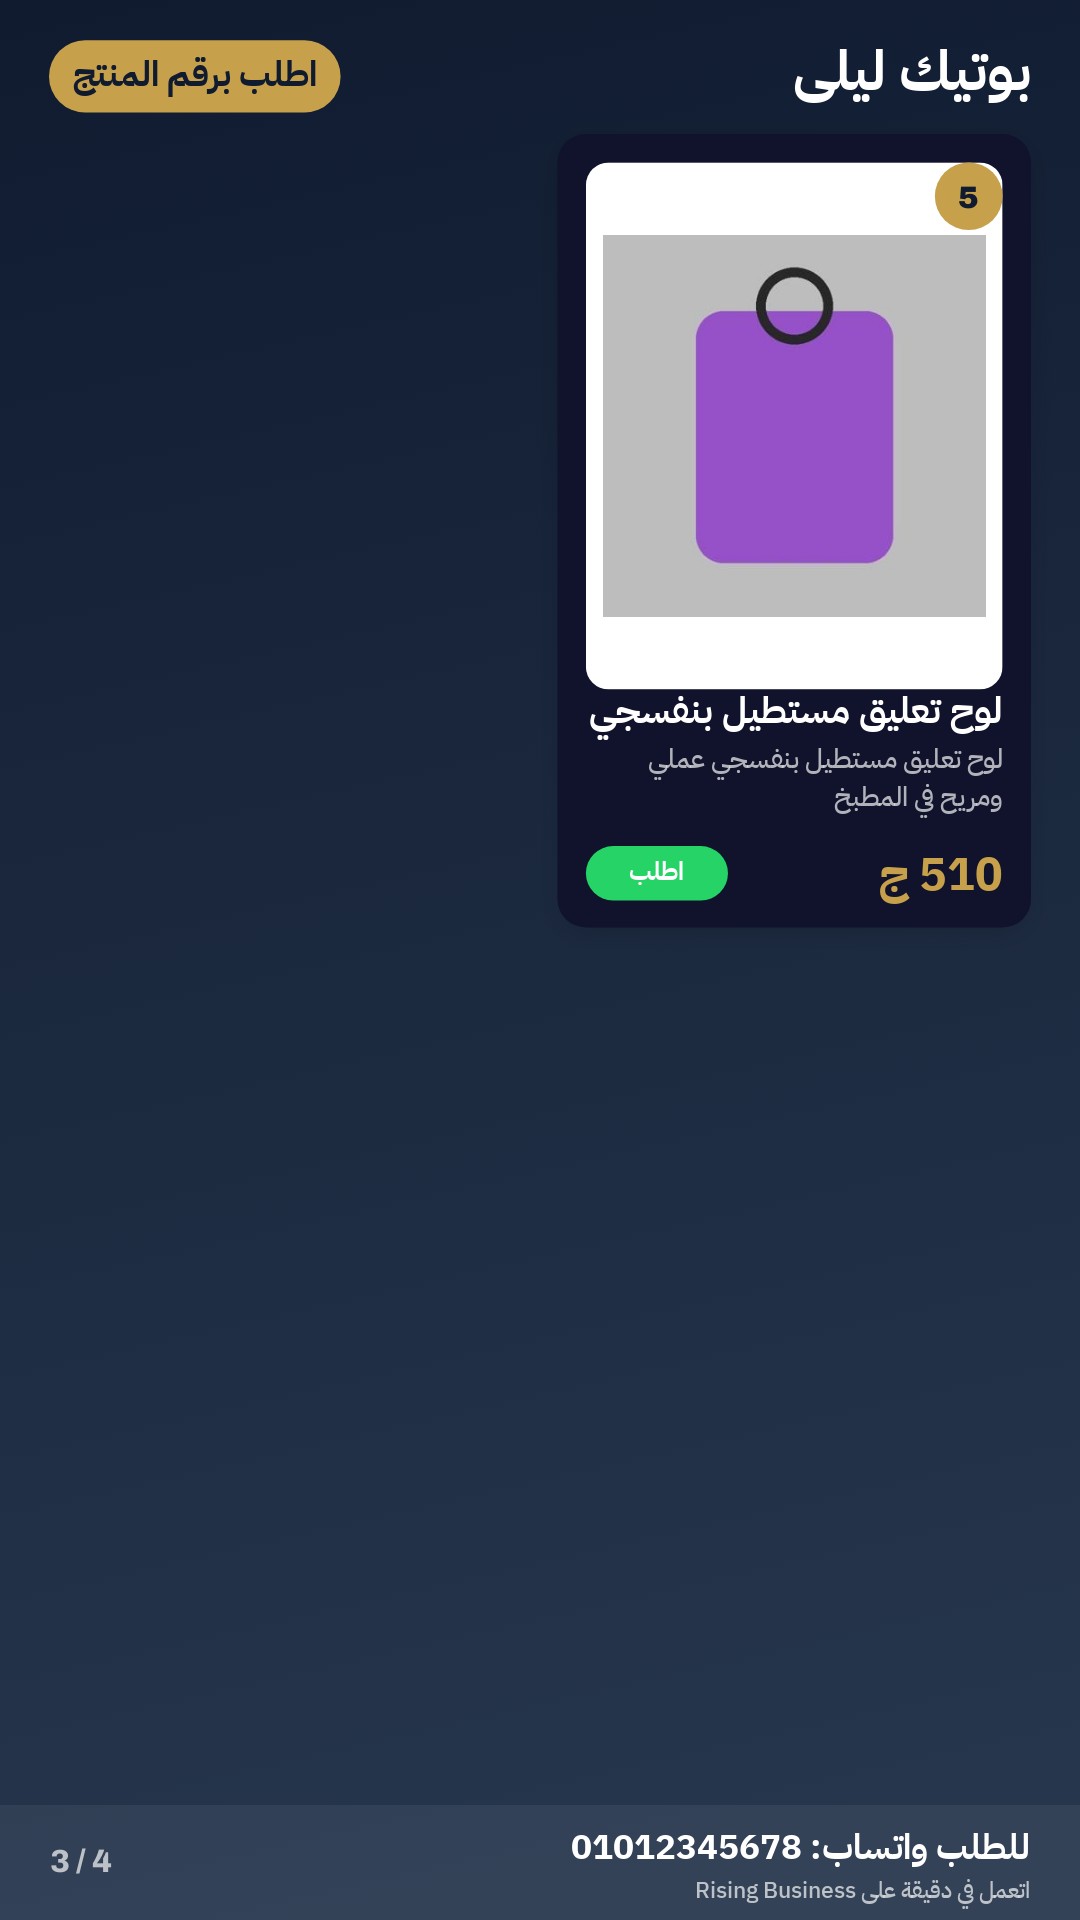 بوتيك ليلى
اطلب برقم المنتج
5
لوح تعليق مستطيل بنفسجي
لوح تعليق مستطيل بنفسجي عملي
ومريح في المطبخ
510 ج
اطلب
للطلب واتساب: 01012345678
اتعمل في دقيقة على Rising Business
3 / 4